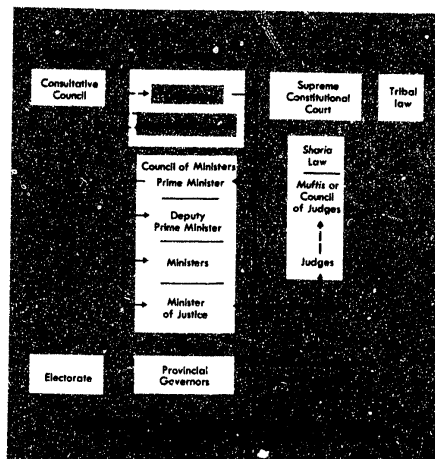 Consultative
Council
Supreme
Constitutional
Court
Tribal
law
Council of Ministers
Prime Minister
Deputy
Prime Minister
Ministers
Minister
of Justice
Sharia
Law
Muftis or
Council
of Judges
Judges
Electorate
Provincial
Governors